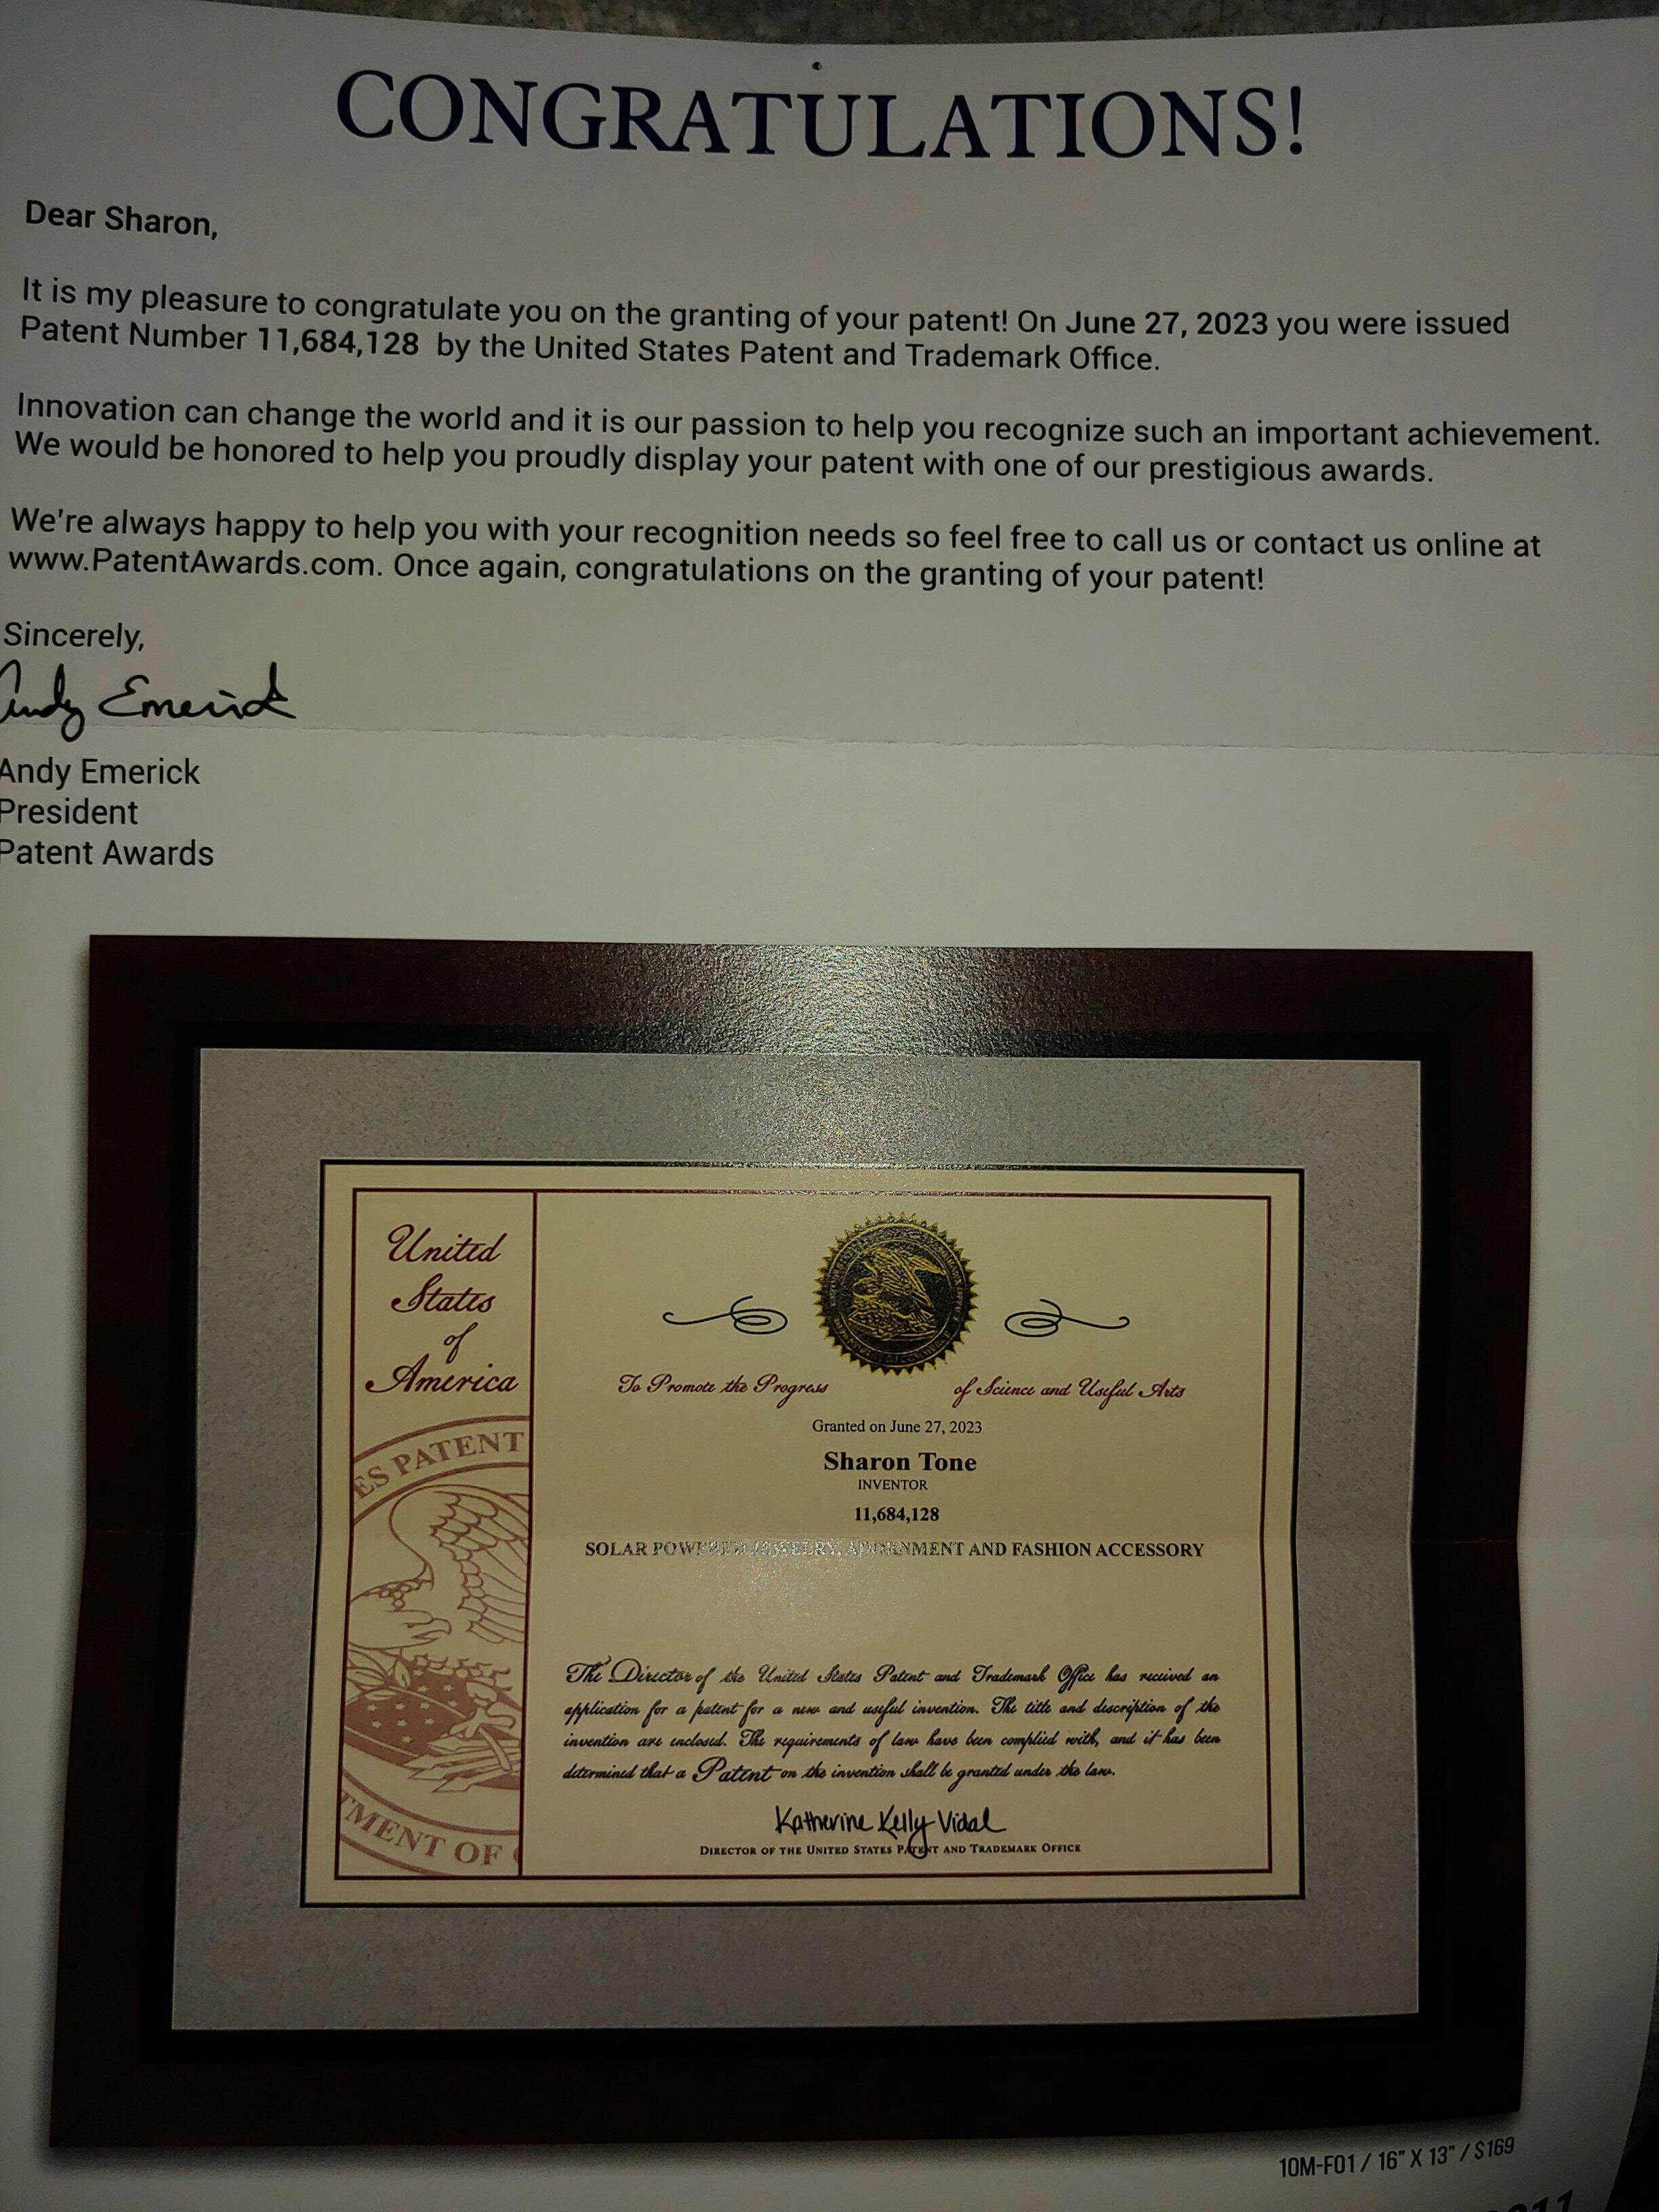 CONGRATULATIONS!
Dear Sharon,
It is my pleasure to congratulate you on the granting of your patent! On June 27, 2023 you were issued
Patent Number 11,684,128 by the United States Patent and Trademark Office.
Innovation can change the world and it is our passion to help you recognize such an important achievement.
We would be honored to help you proudly display your patent with one of our prestigious awards.
We're always happy to help you with your recognition needs so feel free to call us or contact us online at
www.PatentAwards.com. Once again, congratulations on the granting of your patent!
Sincerely,
Andy Emerick
Andy Emerick
President
Patent Awards
United
States
of
America
ES PATENT
TMENT OF
To Promote the Progress of Science and Useful Arts
Granted on June 27, 2023
Sharon Tone
INVENTOR
11,684,128
SOLAR POWERED JEWELRY, ADORNMENT AND FASHION ACCESSORY
The Director of the United States Patent and Trademark Office has received an
application for a patent for a new and useful invention. The title and description of the
invention are enclosed. The requirements of law have been complied with, and it has been
determined that a Patent on the invention shall be granted under the law.
Katherine Kelly Vidal
DIRECTOR OF THE UNITED STATES PATENT AND TRADEMARK OFFICE
10M-F01 / 16" X 13" / $169